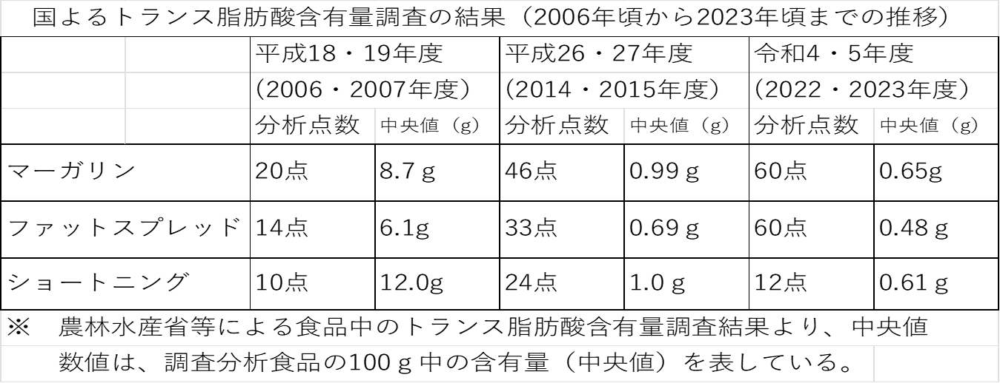 国よるトランス脂肪酸含有量調査の結果（2006年頃から2023年頃までの推移）
平成18・19年度 平成26・27年度 令和4・5年度
(2006・2007年度） (2014・2015年度） (2022・2023年度）
分析点数 中央値（g） 分析点数 中央値（g） 分析点数 中央値（g）
マーガリン 20点 8.7ｇ 46点 0.99ｇ 60点 0.65g
ファットスプレッド 14点 6.1g 33点 0.69ｇ 60点 0.48ｇ
ショートニング 10点 12.0g 24点 1.0ｇ 12点 0.61ｇ
※　農林水産省等による食品中のトランス脂肪酸含有量調査結果より、中央値
数値は、調査分析食品の100ｇ中の含有量（中央値）を表している。